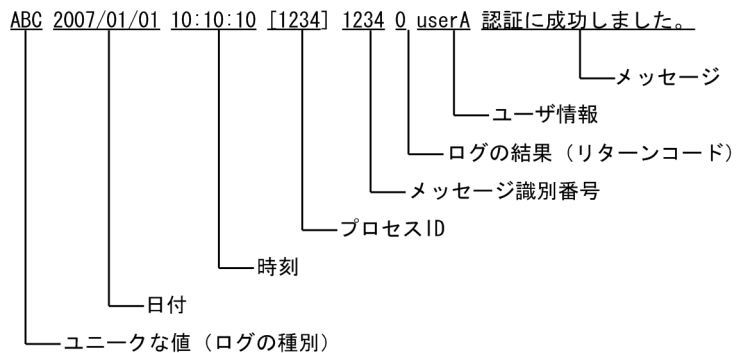 ABC 2007/01/01 10:10:10 [1234] 1234 0 userA 認証に成功しました。
メッセージ
ユーザ情報
ログの結果（リターンコード）
メッセージ識別番号
プロセスID
時刻
日付
ユニークな値（ログの種別）